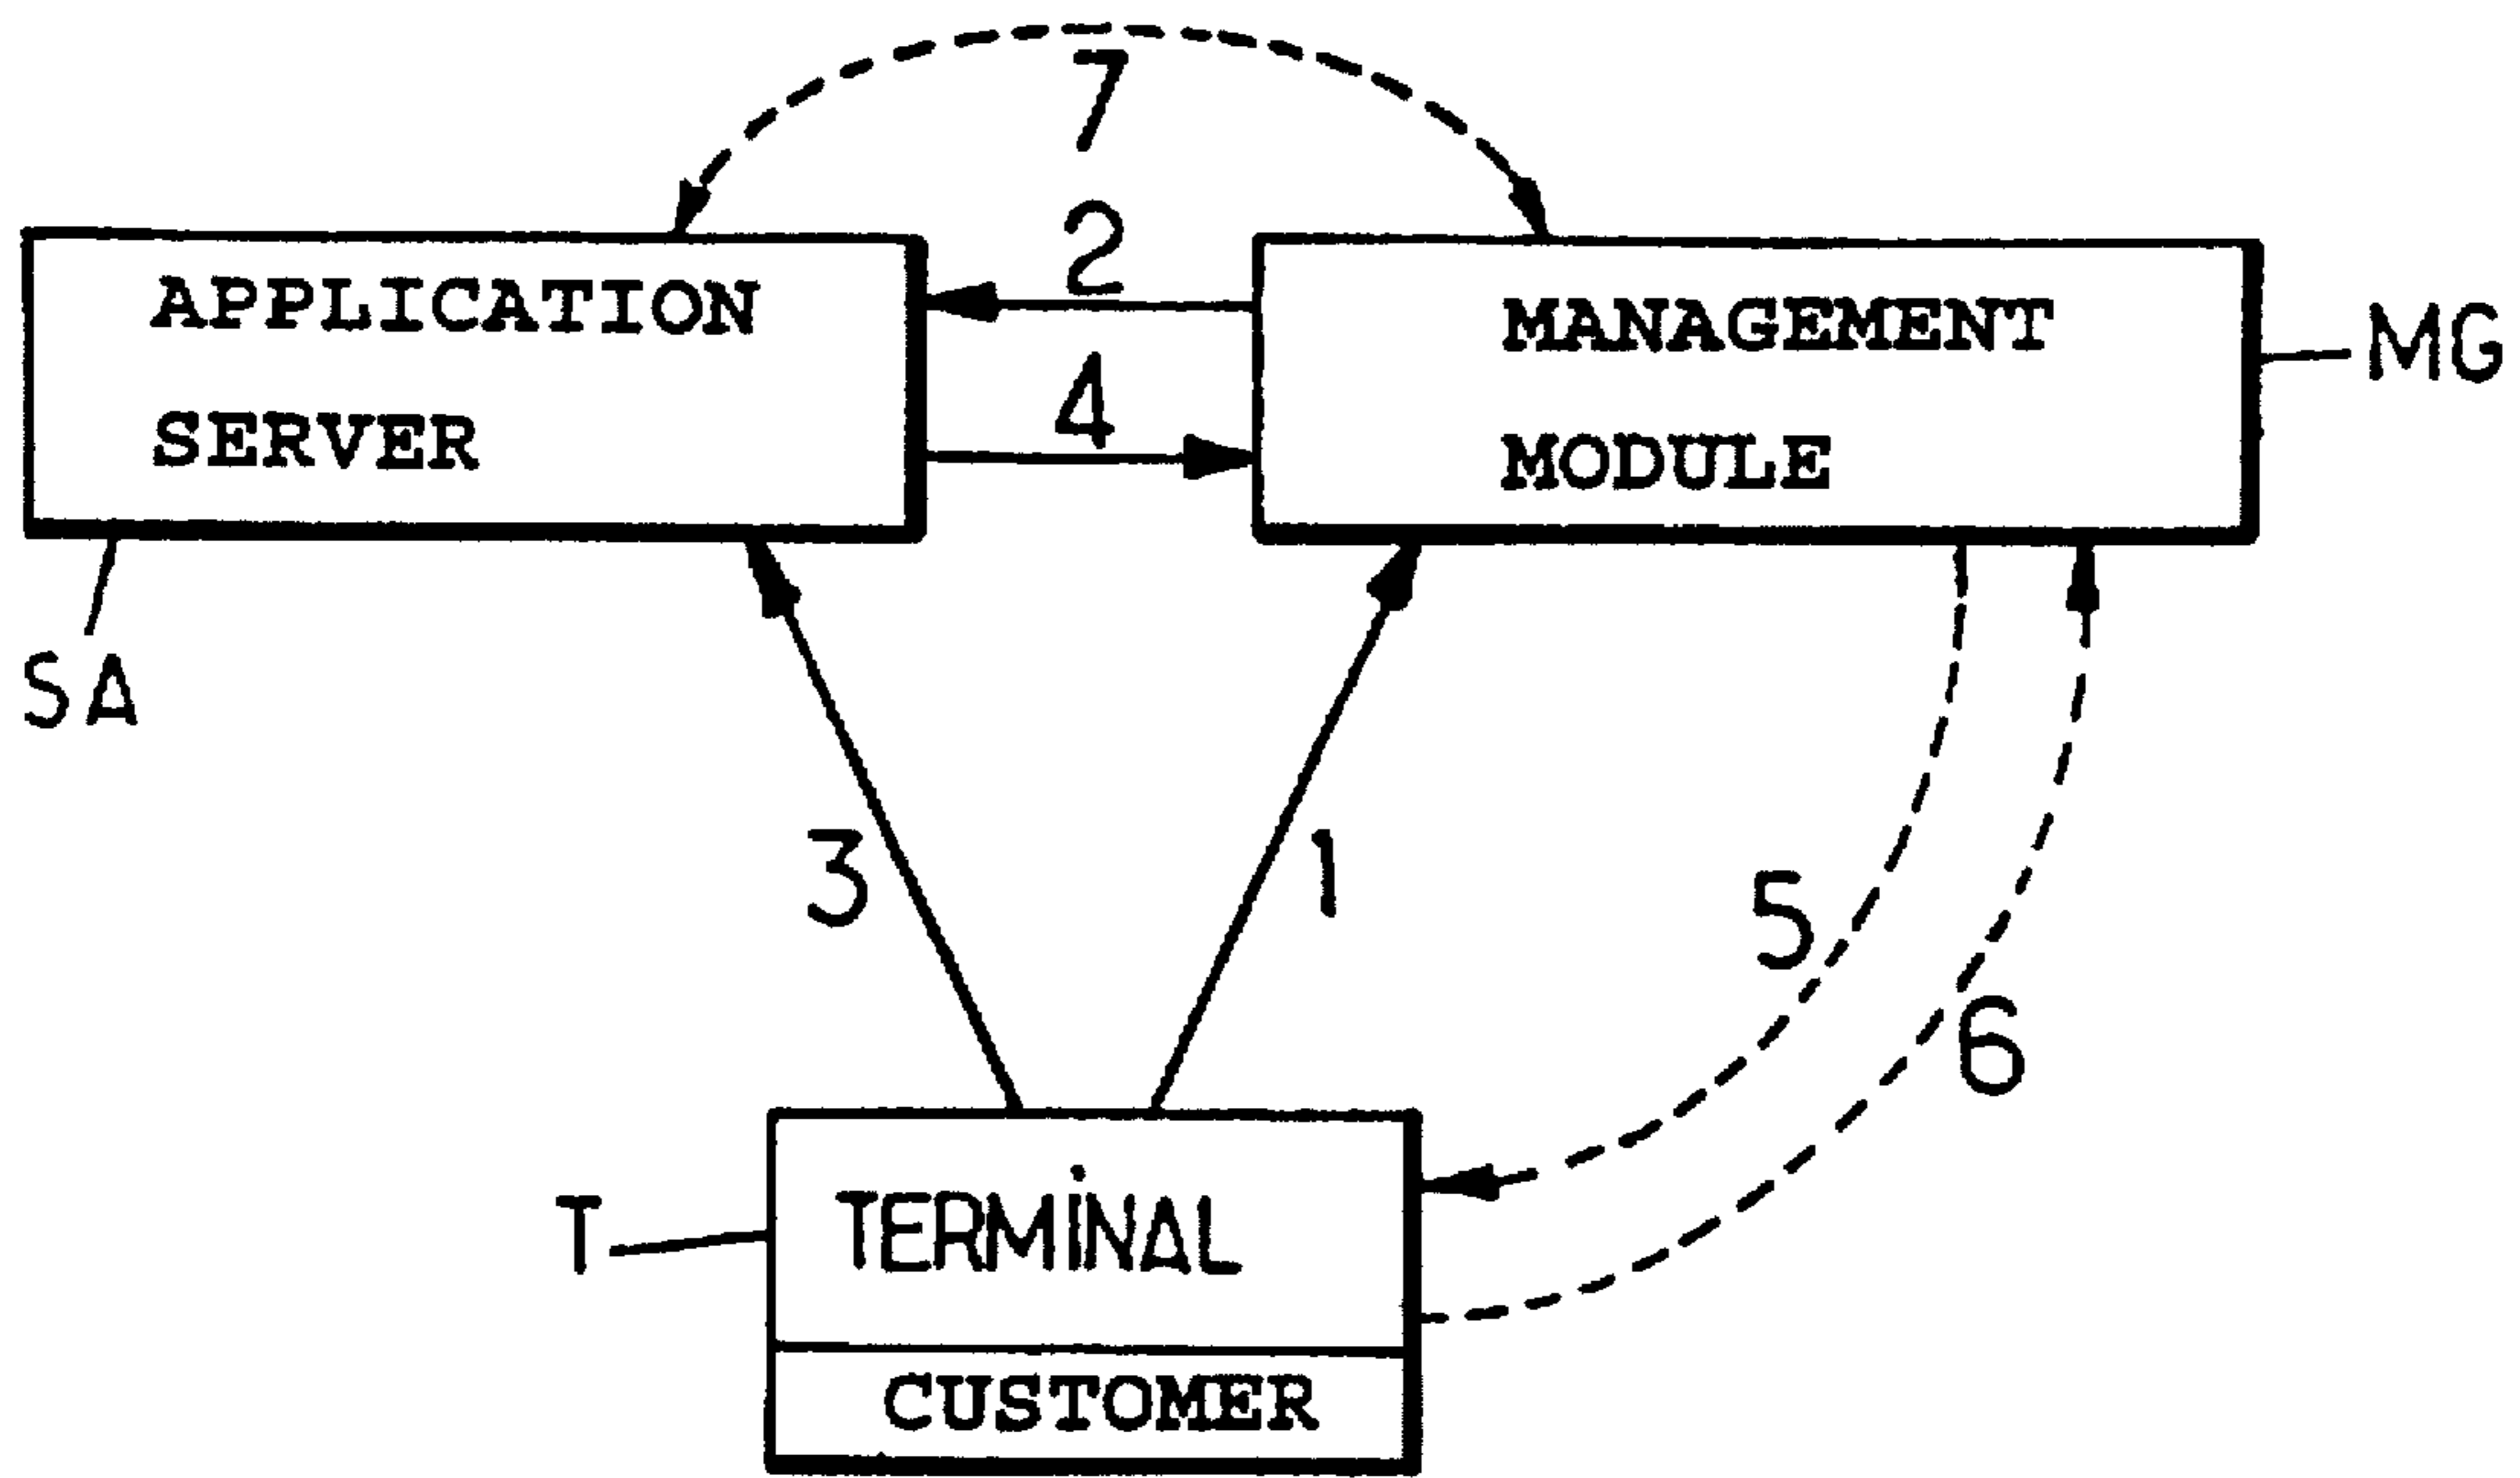 7
2
APPLICATION
SERVER
4
MANAGEMENT
MODULE
MG
SA
3
1
5
6
T
TERMiNAL
CUSTOMER